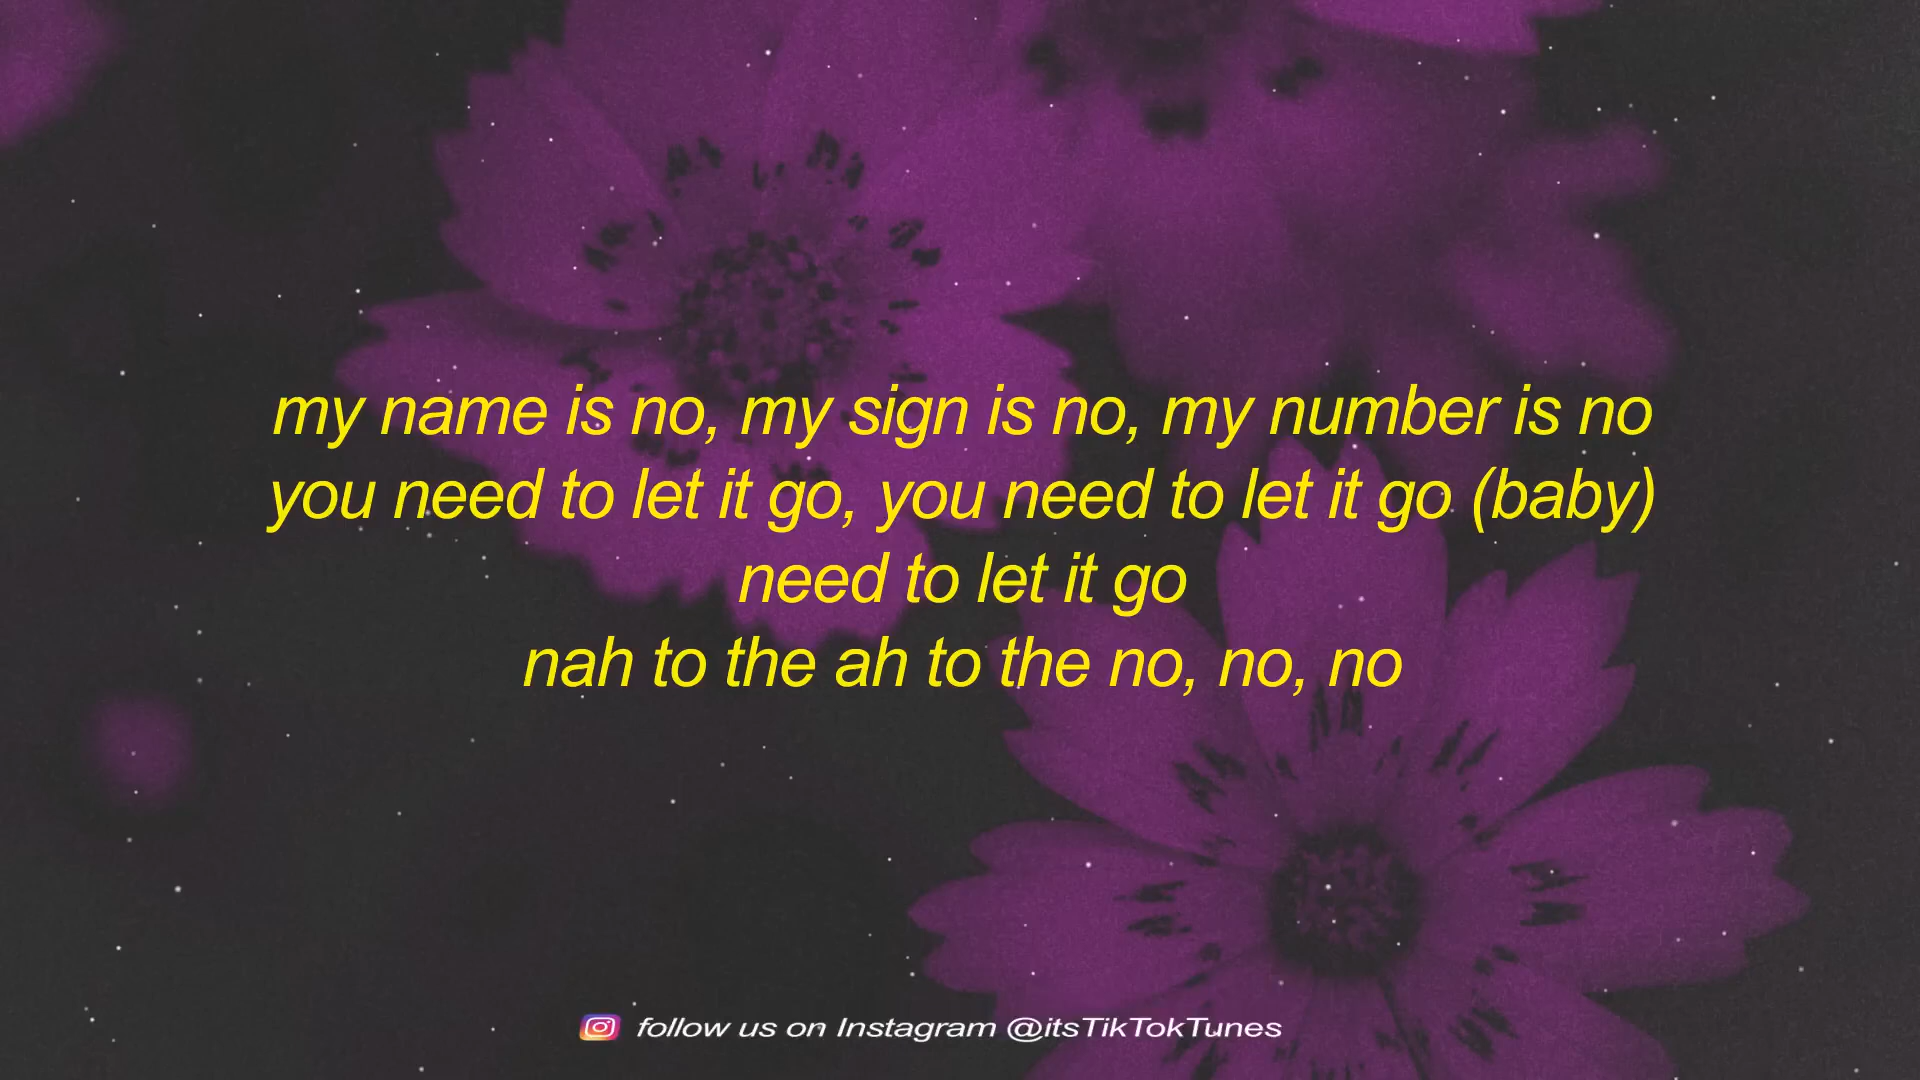 my name is no, my sign is no, my number is no
you need to let it go, you need to let it go (baby)
need to let it go
nah to the ah to the no, no, no
follow us on Instagram @itsTikTokTunes